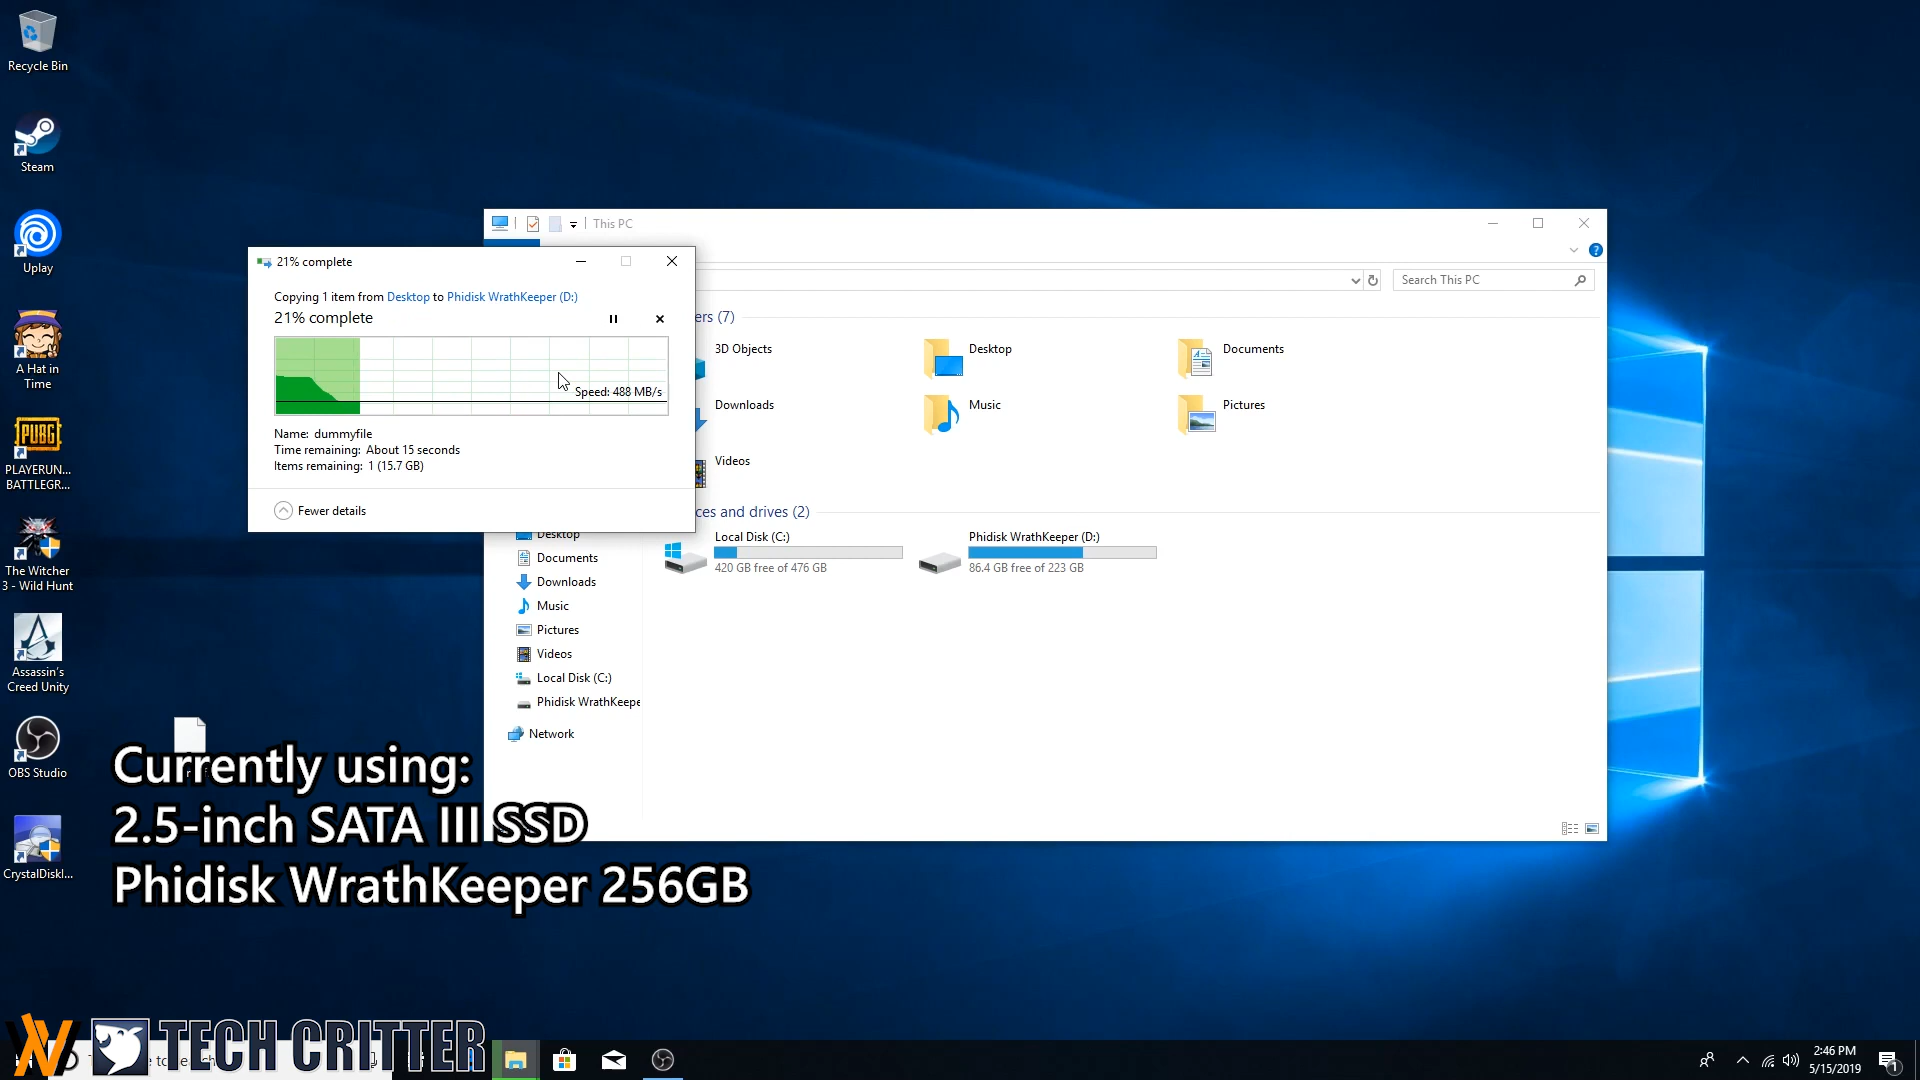 Recycle Bin
Steam
Uplay
A Hat in
Time
PUBG
PLAYERUN...
BATTLEGR...
The Witcher
3 - Wild Hunt
Assassin's
Creed Unity
OBS Studio
CrystalDiskI...
This PC
Search This PC
21% complete
Copying 1 item from Desktop to Phidisk WrathKeeper (D:)
21% complete
Speed: 488 MB/s
Name: dummyfile
Time remaining: About 15 seconds
Items remaining: 1 (15.7 GB)
Fewer details
ers (7)
3D Objects
Desktop
Documents
Downloads
Music
Pictures
Videos
ces and drives (2)
Local Disk (C:)
420 GB free of 476 GB
Phidisk WrathKeeper (D:)
86.4 GB free of 223 GB
Desktop
Documents
Downloads
Music
Pictures
Videos
Local Disk (C:)
Phidisk WrathKeepe
Network
Currently using:
2.5-inch SATA III SSD
Phidisk WrathKeeper 256GB
TECH CRITTER
2:46 PM
5/15/2019
1